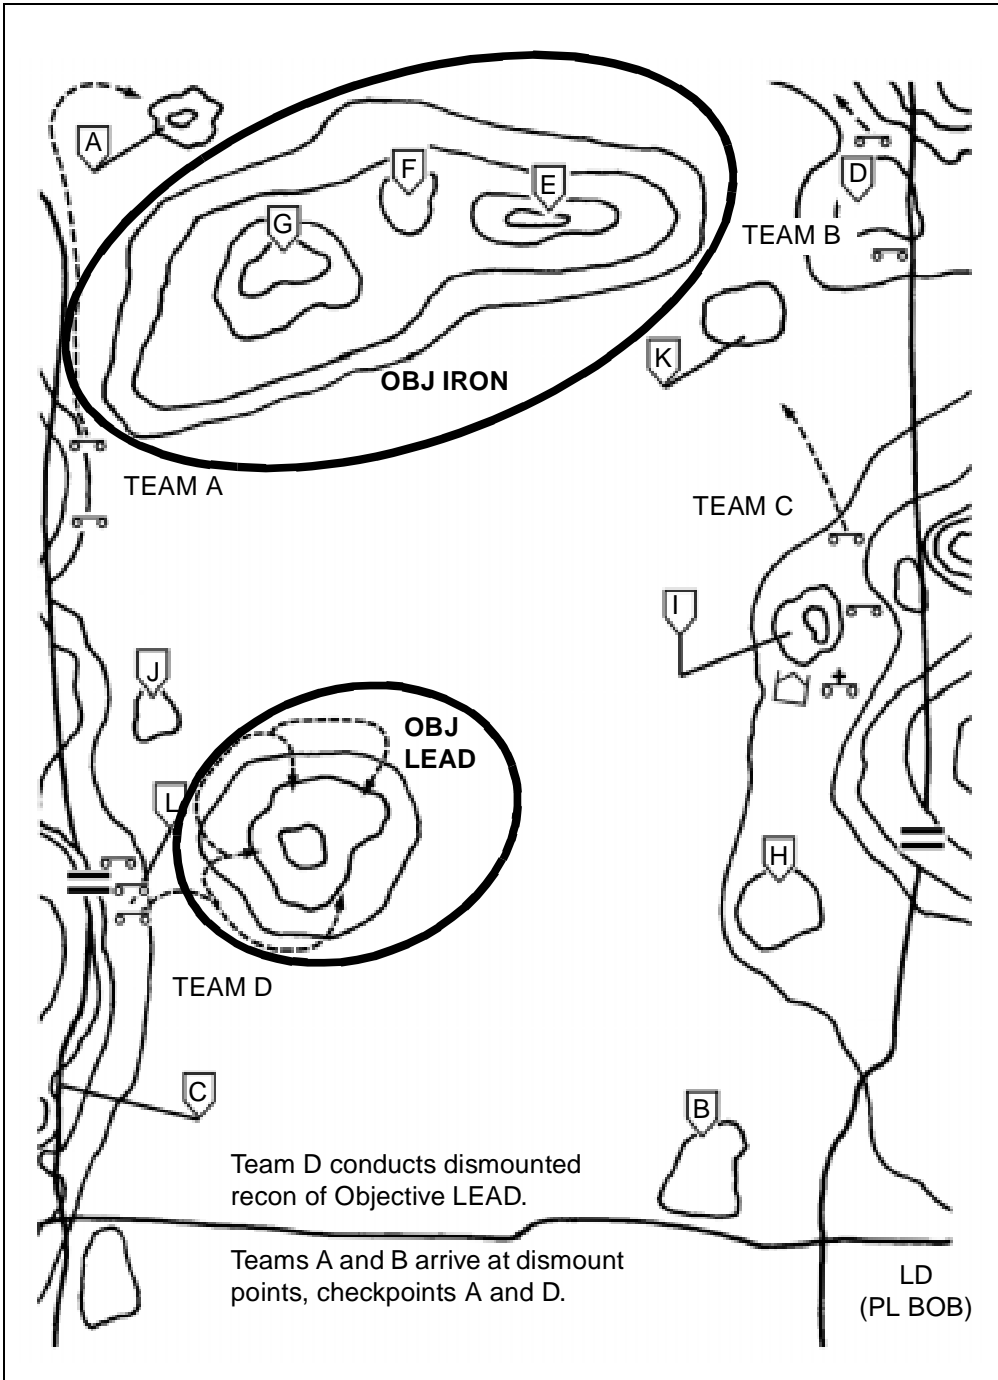 A
F
E
D
G
TEAM B
K
OBJ IRON
TEAM A
TEAM C
I
J
OBJ
LEAD
L
H
TEAM D
C
B
Team D conducts dismounted
recon of Objective LEAD.
Teams A and B arrive at dismount
points, checkpoints A and D.
LD
(PL BOB)